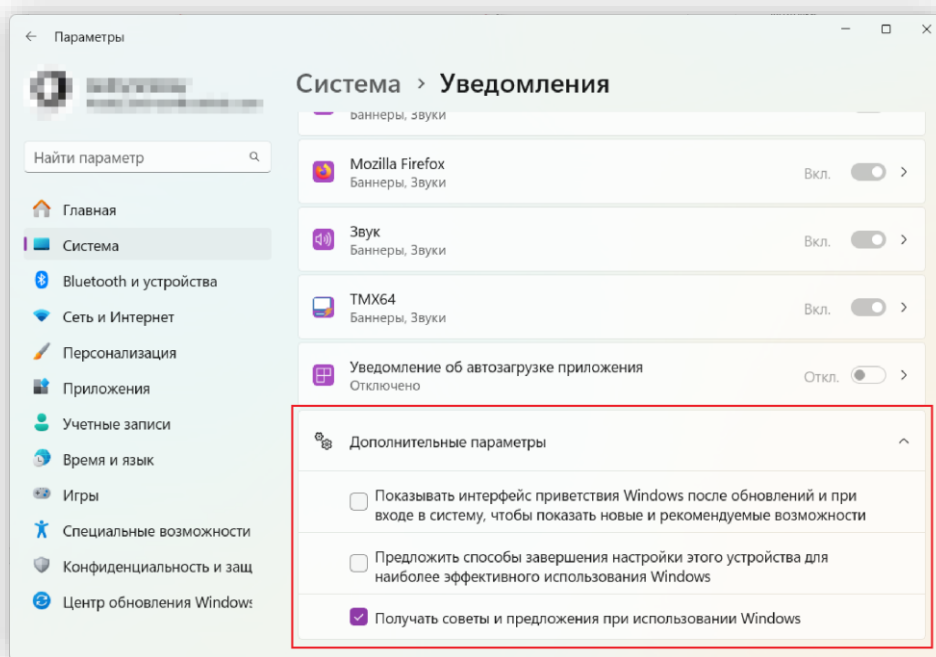 Параметры
Система › Уведомления
Найти параметр
Главная
Система
Bluetooth и устройства
Сеть и Интернет
Персонализация
Приложения
Учетные записи
Время и язык
Игры
Специальные возможности
Конфиденциальность и защ
Центр обновления Windows
Баннеры, Звуки
Mozilla Firefox
Баннеры, Звуки
Вкл.
Звук
Баннеры, Звуки
Вкл.
TMX64
Баннеры, Звуки
Вкл.
Уведомление об автозагрузке приложения
Отключено
Откл.
Дополнительные параметры
Показывать интерфейс приветствия Windows после обновлений и при
входе в систему, чтобы показать новые и рекомендуемые возможности
Предложить способы завершения настройки этого устройства для
наиболее эффективного использования Windows
Получать советы и предложения при использовании Windows